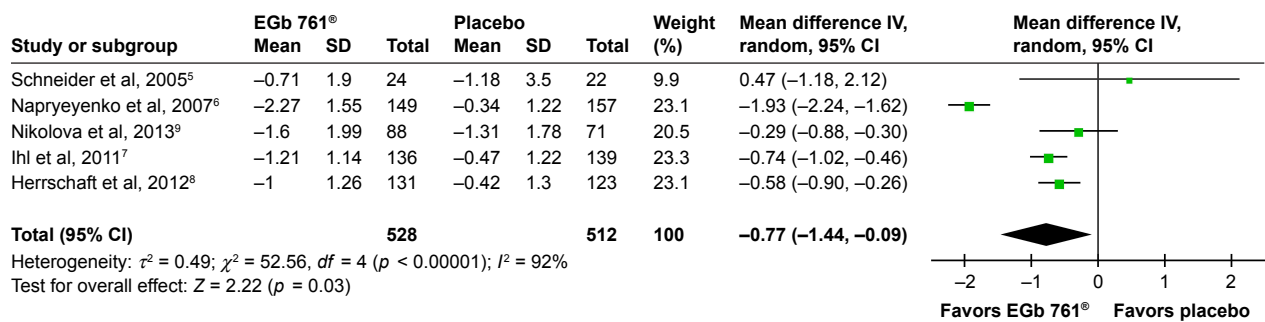 EGb 761® Placebo Weight Mean difference IV, Mean difference IV,
Study or subgroup Mean SD Total Mean SD Total (%) random, 95% CI random, 95% CI
Schneider et al, 2005⁵ –0.71 1.9 24 –1.18 3.5 22 9.9 0.47 (–1.18, 2.12)
Napryeyenko et al, 2007⁶ –2.27 1.55 149 –0.34 1.22 157 23.1 –1.93 (–2.24, –1.62)
Nikolova et al, 2013⁹ –1.6 1.99 88 –1.31 1.78 71 20.5 –0.29 (–0.88, –0.30)
Ihl et al, 2011⁷ –1.21 1.14 136 –0.47 1.22 139 23.3 –0.74 (–1.02, –0.46)
Herrschaft et al, 2012⁸ –1 1.26 131 –0.42 1.3 123 23.1 –0.58 (–0.90, –0.26)
Total (95% CI) 528 512 100 –0.77 (–1.44, –0.09)
Heterogeneity: τ² = 0.49; χ² = 52.56, df = 4 (p < 0.00001); I² = 92%
Test for overall effect: Z = 2.22 (p = 0.03)
–2 –1 0 1 2
Favors EGb 761® Favors placebo